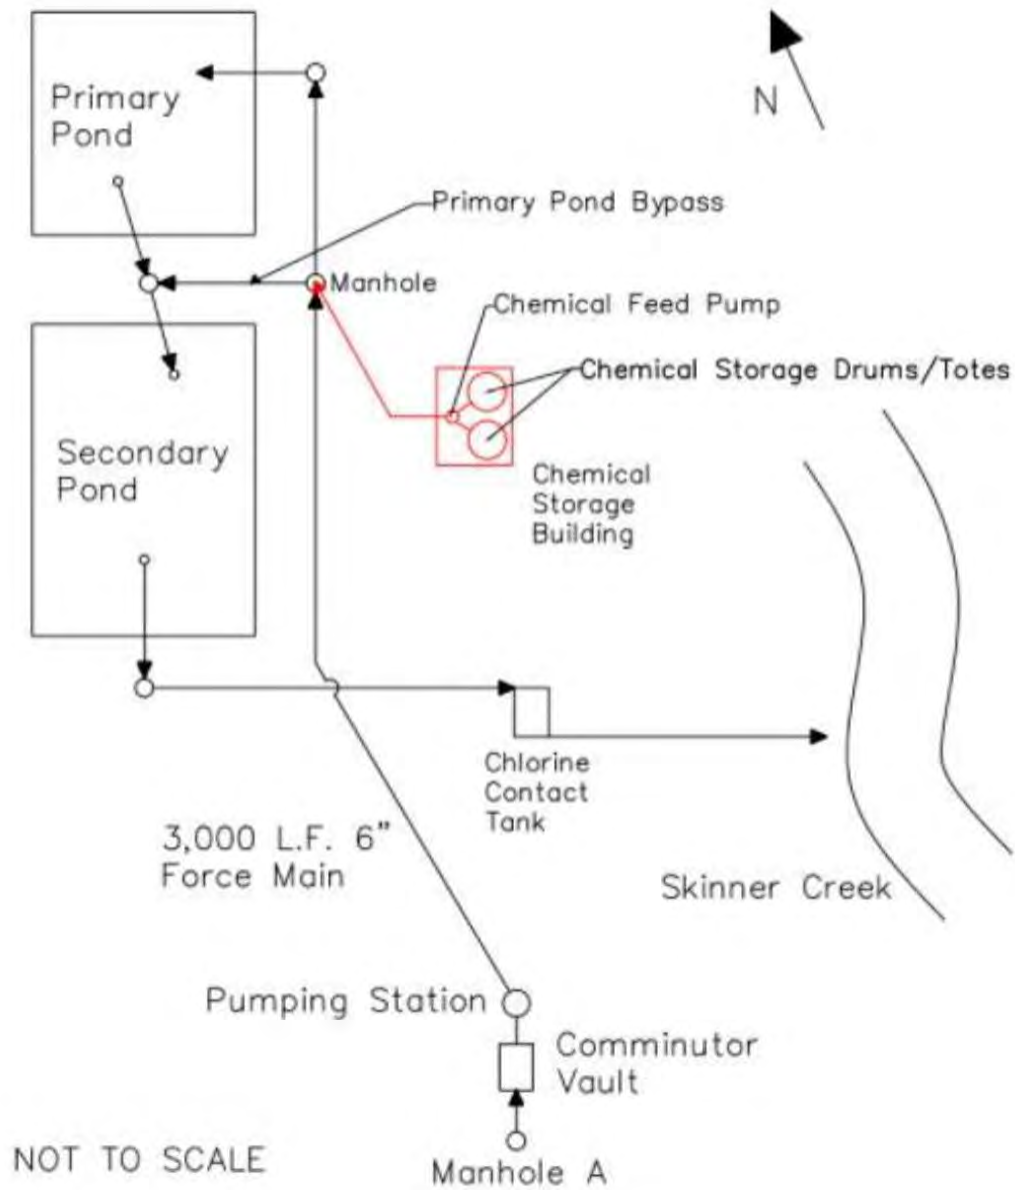 Primary
Pond
N
Primary Pond Bypass
Manhole
Chemical Feed Pump
Chemical Storage Drums/Totes
Secondary
Pond
Chemical
Storage
Building
Chlorine
Contact
Tank
3,000 L.F. 6"
Force Main
Skinner Creek
Pumping Station
Comminutor
Vault
NOT TO SCALE
Manhole A